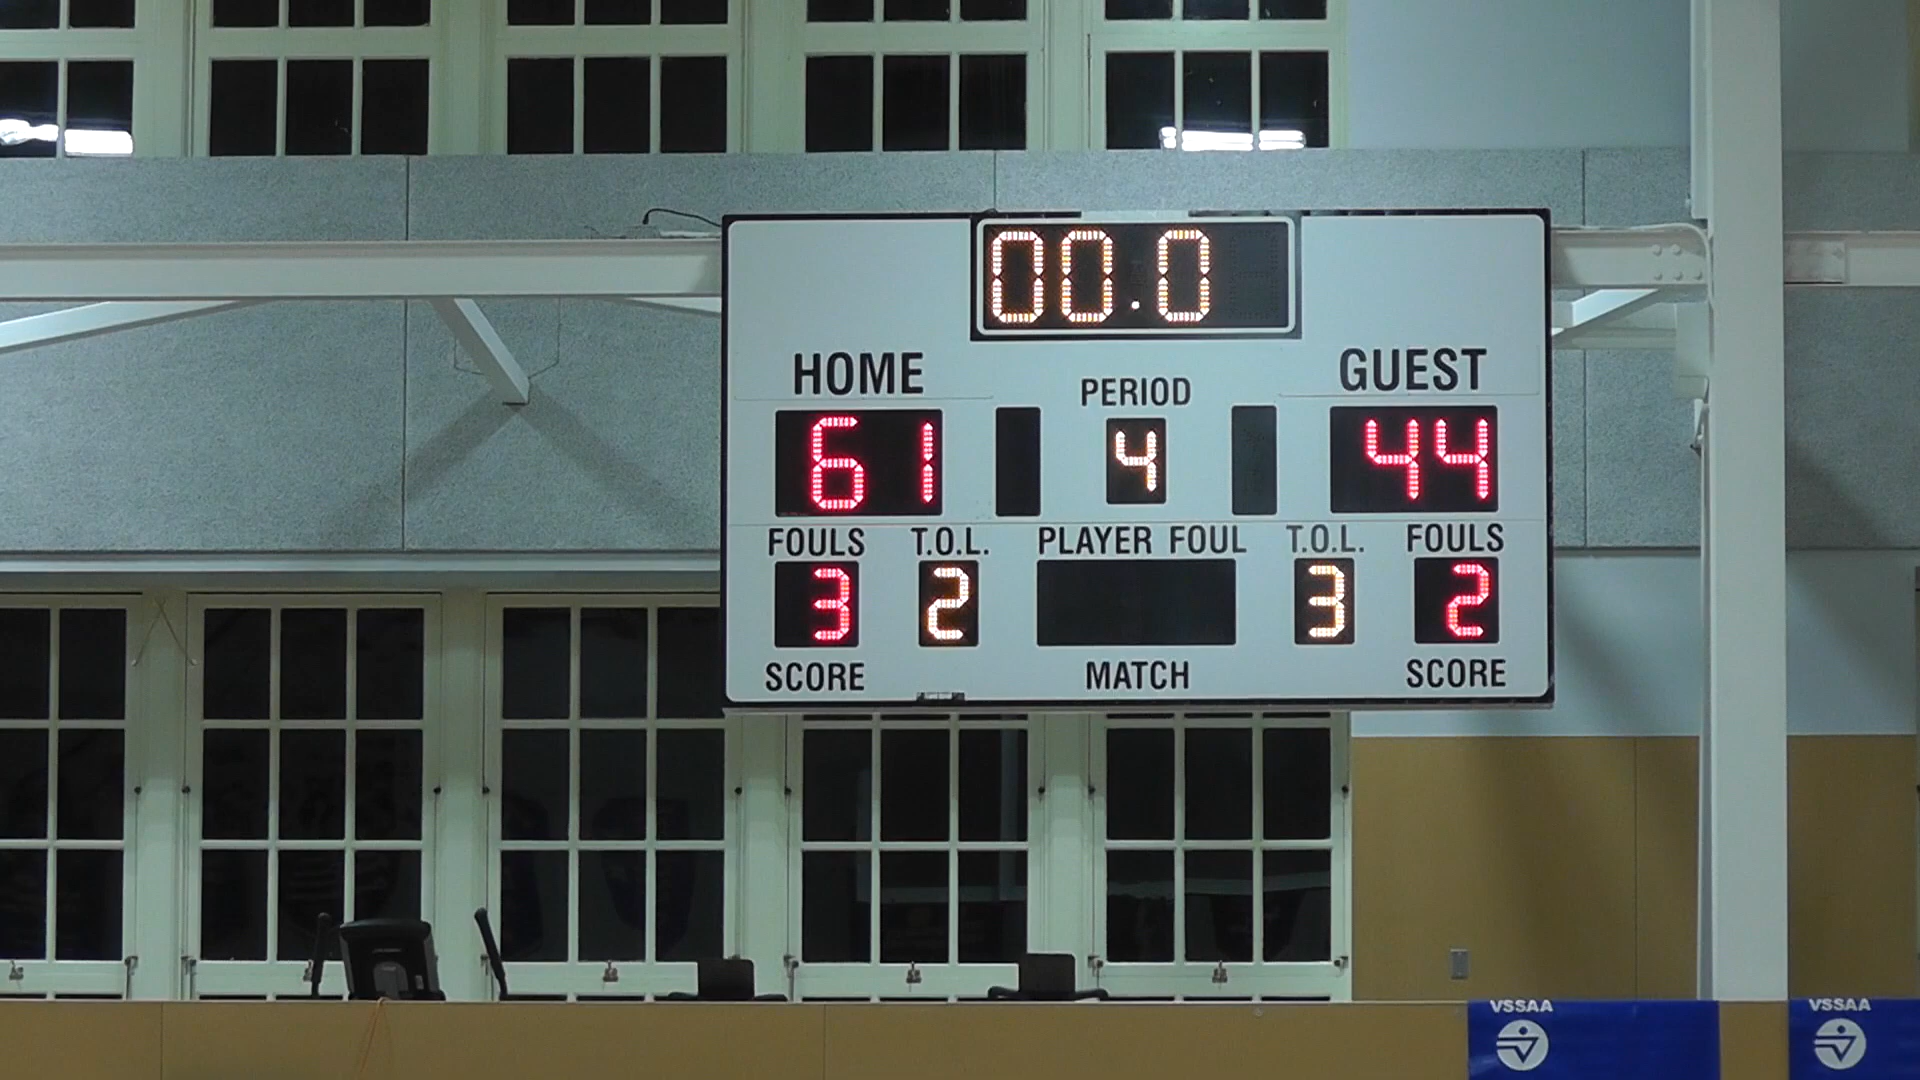 00.0
HOME PERIOD GUEST
61 4 44
FOULS T.O.L. PLAYER FOUL T.O.L. FOULS
3 2 3 2
SCORE MATCH SCORE
VSSAA VSSAA